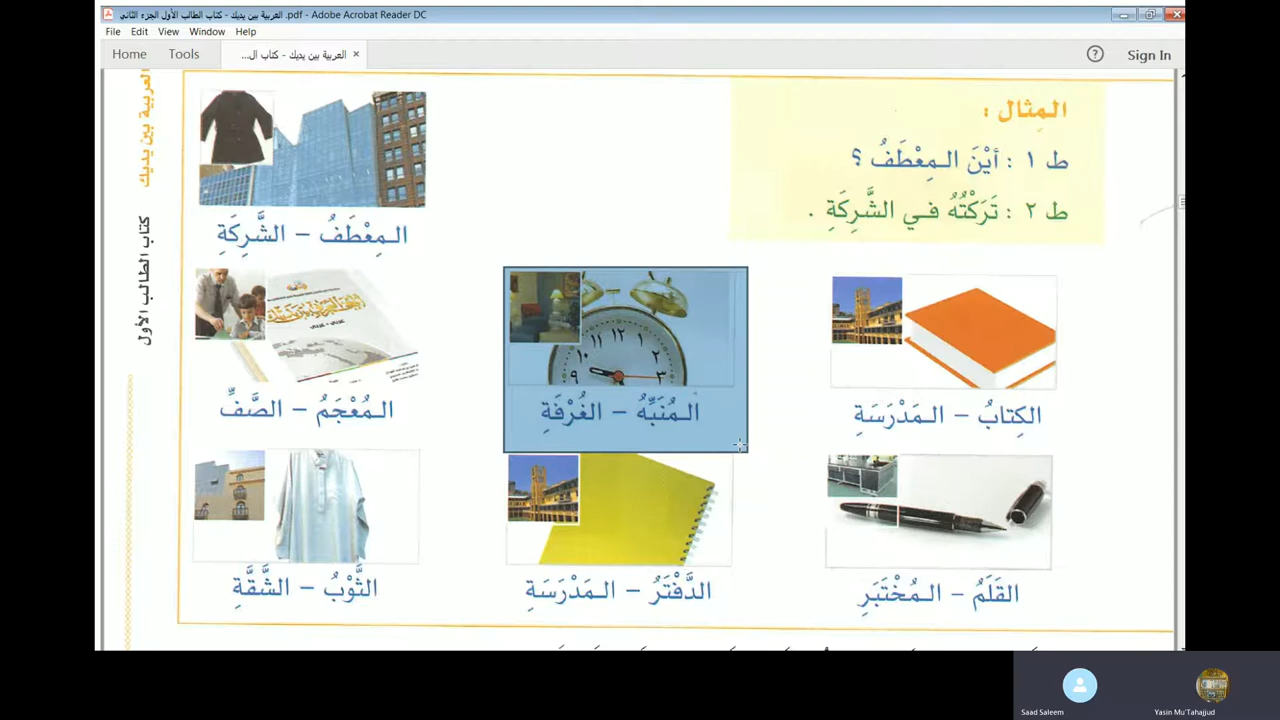 العربية بين يديك - كتاب الطالب الأول الجزء الثاني .pdf - Adobe Acrobat Reader DC
File Edit View Window Help
Home Tools العربية بين يديك - كتاب ال... × ? Sign In
العربية بين يديك
كتاب الطالب الأول
المِثال :
ط ١ : أيْنَ المِعْطَفُ ؟
ط ٢ : تَرَكْتُهُ في الشَّرِكَةِ .
المِعْطَفُ – الشَّرِكَةِ
الكِتابُ – المَدْرَسَةِ
المُنَبِّهُ – الغُرْفَةِ
المُعْجَمُ – الصَّفِّ
القَلَمُ – المُخْتَبَرِ
الدَّفْتَرُ – المَدْرَسَةِ
الثَّوْبُ – الشَّقَّةِ
Saad Saleem
Yasin Mu'Tahajjud